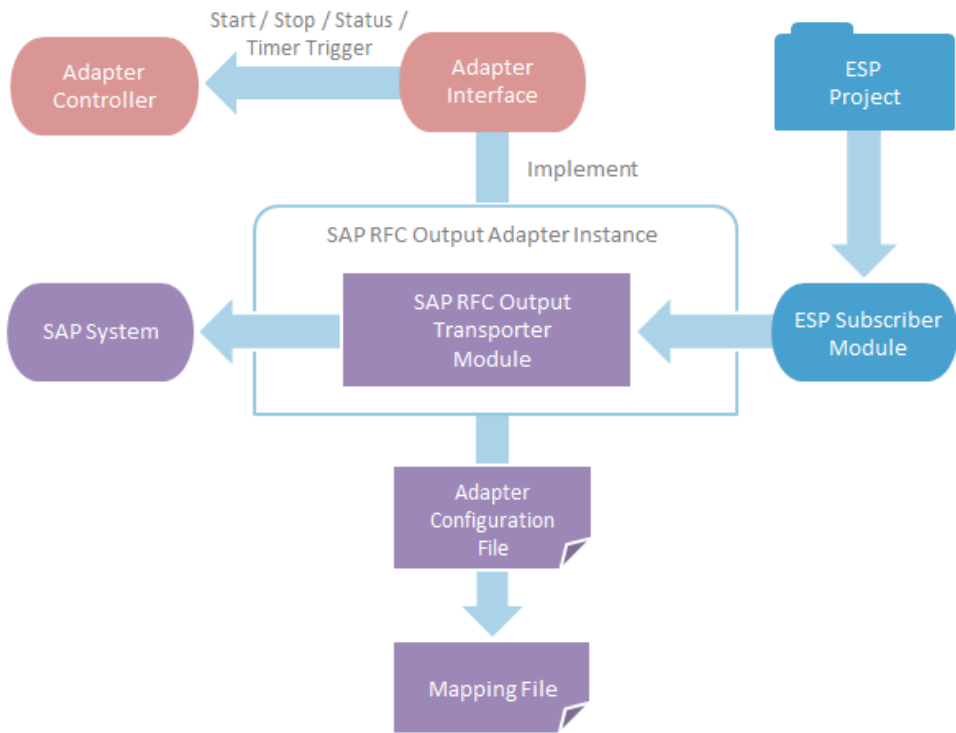 Start / Stop / Status /
Timer Trigger
Adapter
Controller
Adapter
Interface
ESP
Project
Implement
SAP RFC Output Adapter Instance
SAP System
SAP RFC Output
Transporter
Module
ESP Subscriber
Module
Adapter
Configuration
File
Mapping File